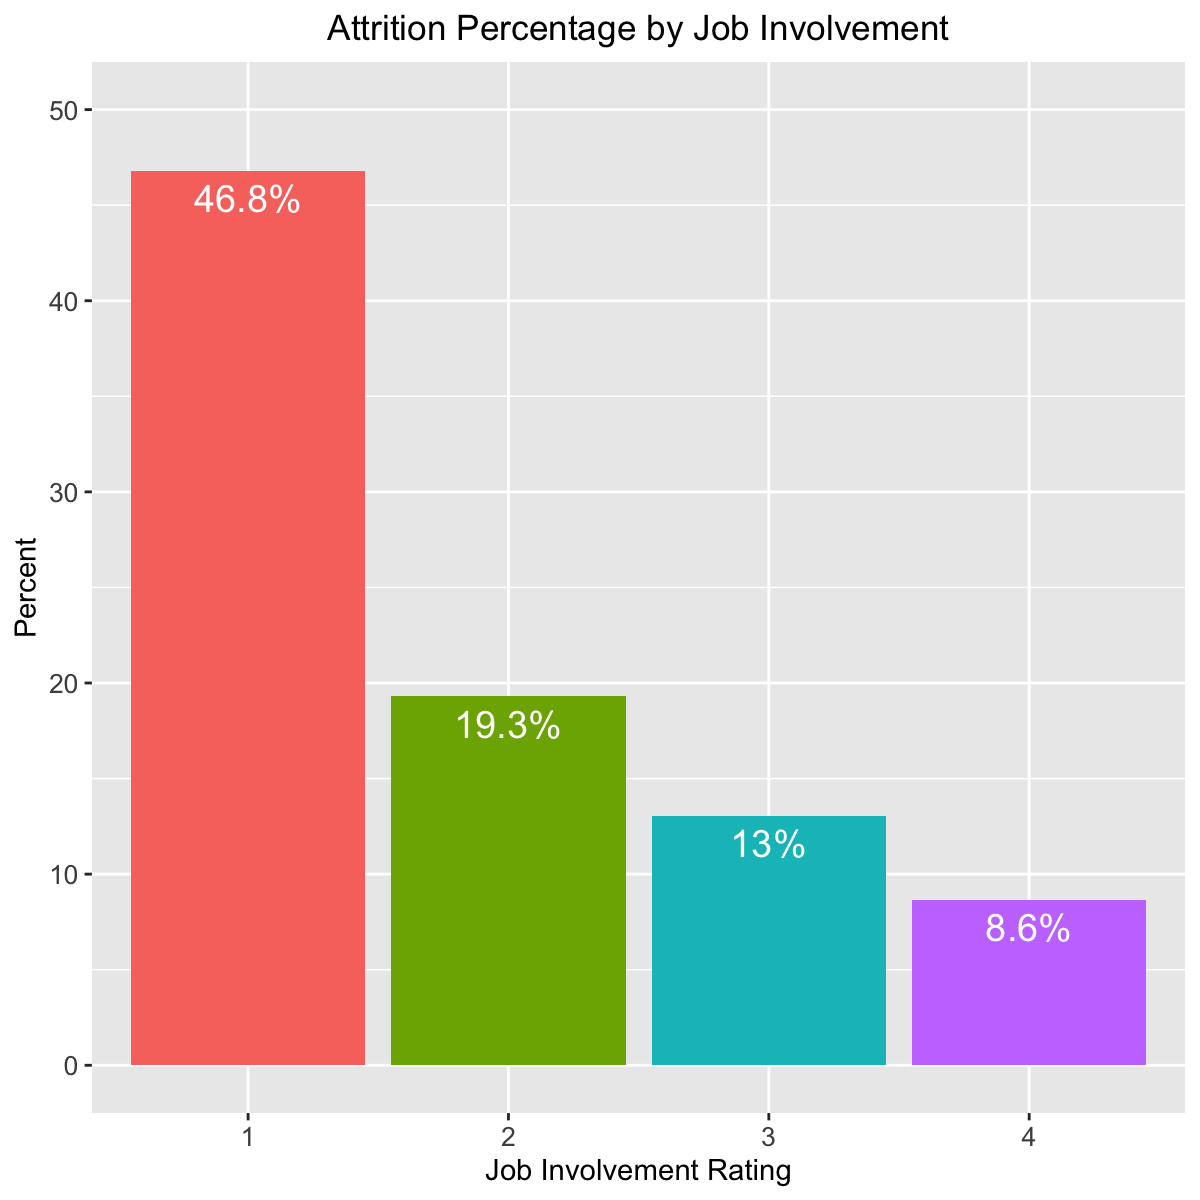 Attrition Percentage by Job Involvement
50
40
30
20
10
0
Percent
46.8%
19.3%
13%
8.6%
1 2 3 4
Job Involvement Rating